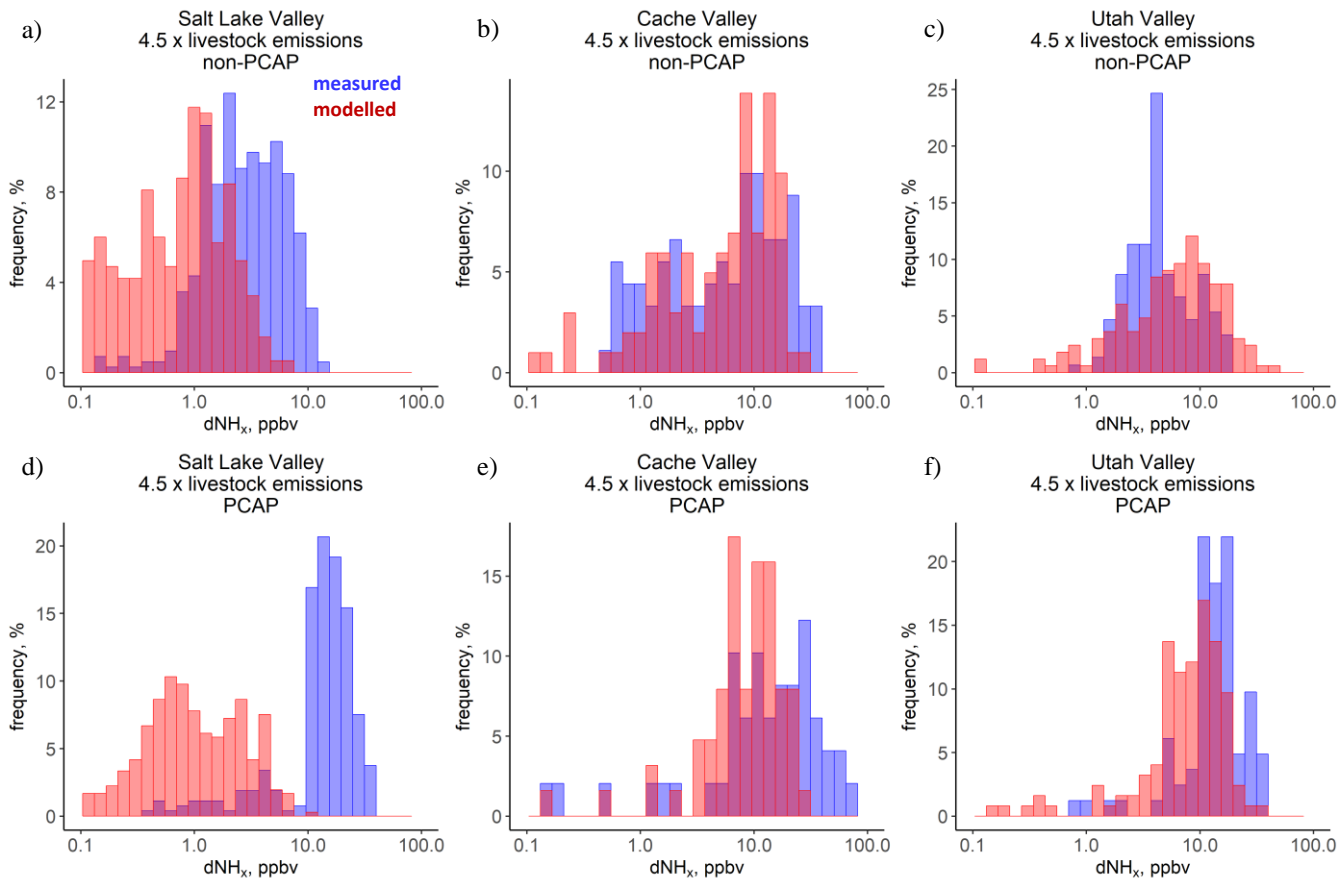 a)
Salt Lake Valley
4.5 x livestock emissions
non-PCAP
measured
modelled
frequency, %
12
8
4
0
0.1 1.0 10.0 100.0
dNHx, ppbv
b)
Cache Valley
4.5 x livestock emissions
non-PCAP
frequency, %
10
5
0
0.1 1.0 10.0 100.0
dNHx, ppbv
c)
Utah Valley
4.5 x livestock emissions
non-PCAP
frequency, %
25
20
15
10
5
0
0.1 1.0 10.0 100.0
dNHx, ppbv
d)
Salt Lake Valley
4.5 x livestock emissions
PCAP
frequency, %
20
15
10
5
0
0.1 1.0 10.0 100.0
dNHx, ppbv
e)
Cache Valley
4.5 x livestock emissions
PCAP
frequency, %
15
10
5
0
0.1 1.0 10.0 100.0
dNHx, ppbv
f)
Utah Valley
4.5 x livestock emissions
PCAP
frequency, %
20
15
10
5
0
0.1 1.0 10.0 100.0
dNHx, ppbv